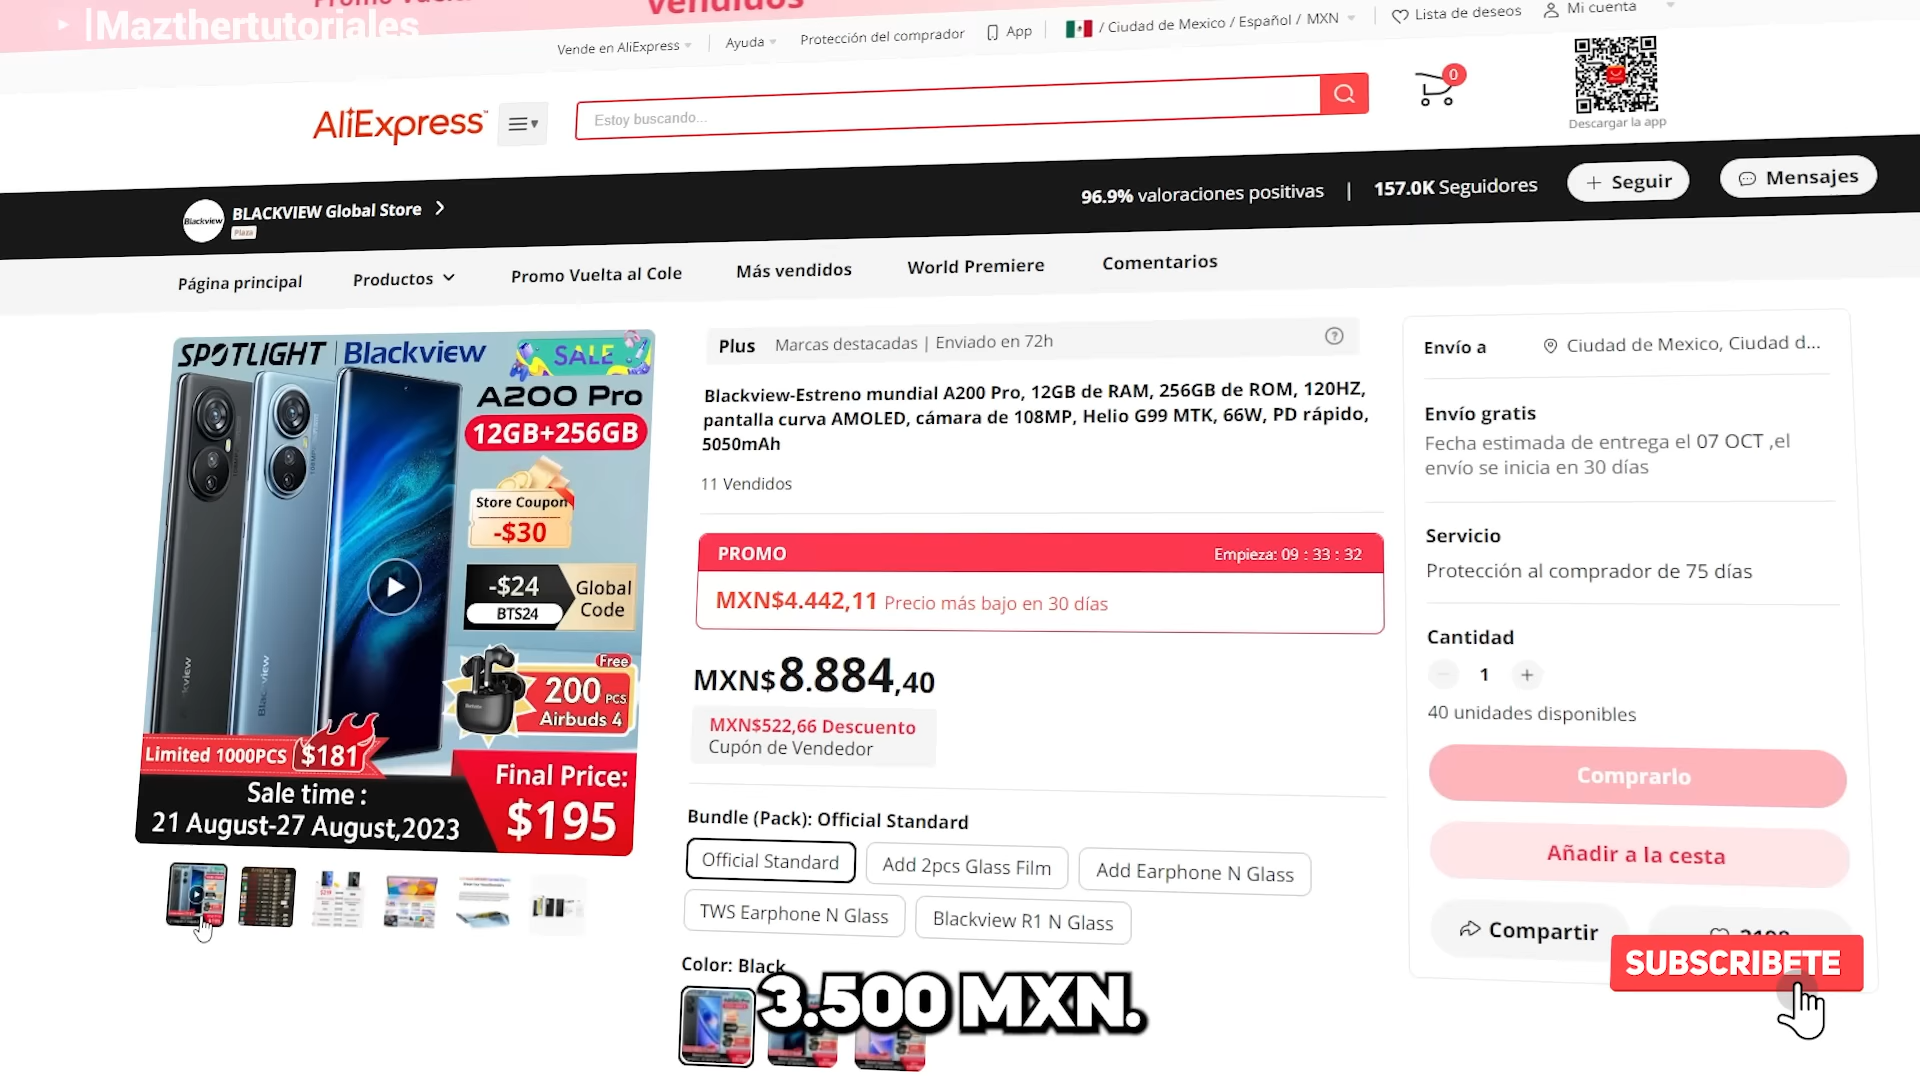 Vendidos
|Mazthertutoriales
Vende en AliExpress
Ayuda
Protección del comprador
App
/ Ciudad de Mexico / Español / MXN
Lista de deseos
Mi cuenta
AliExpress
Estoy buscando...
0
Descargar la app
Blackview
BLACKVIEW Global Store
Plaza
96.9% valoraciones positivas | 157.0K Seguidores
+ Seguir
Mensajes
Página principal
Productos
Promo Vuelta al Cole
Más vendidos
World Premiere
Comentarios
SPOTLIGHT | Blackview
SALE
A200 Pro
12GB+256GB
Store Coupon
-$30
-$24
BTS24
Global
Code
Free
200 PCS
Airbuds 4
Limited 1000PCS $181
Sale time :
21 August-27 August,2023
Final Price:
$195
Plus
Marcas destacadas | Enviado en 72h
Blackview-Estreno mundial A200 Pro, 12GB de RAM, 256GB de ROM, 120HZ,
pantalla curva AMOLED, cámara de 108MP, Helio G99 MTK, 66W, PD rápido,
5050mAh
11 Vendidos
PROMO
Empieza: 09 : 33 : 32
MXN$4.442,11 Precio más bajo en 30 días
MXN$8.884,40
MXN$522,66 Descuento
Cupón de Vendedor
Bundle (Pack): Official Standard
Official Standard
Add 2pcs Glass Film
Add Earphone N Glass
TWS Earphone N Glass
Blackview R1 N Glass
Color: Black
3.500 MXN.
Envío a
Ciudad de Mexico, Ciudad d...
Envío gratis
Fecha estimada de entrega el 07 OCT ,el
envío se inicia en 30 días
Servicio
Protección al comprador de 75 días
Cantidad
1
40 unidades disponibles
Comprarlo
Añadir a la cesta
Compartir
SUBSCRIBETE